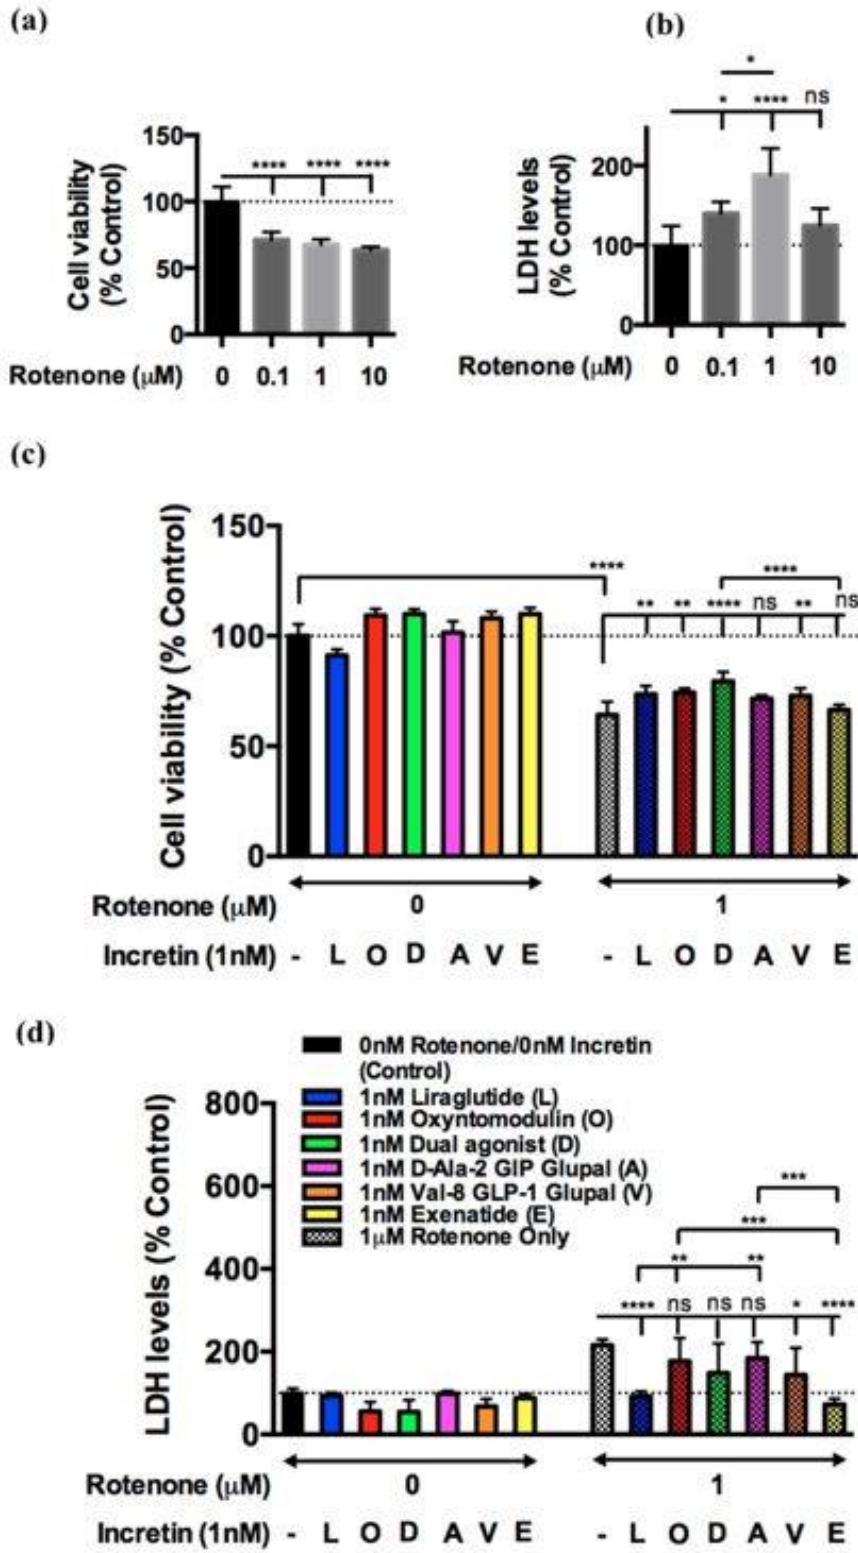 (a)
150
100
50
0
Cell viability
(% Control)
**** **** ****
Rotenone (μM) 0 0.1 1 10
(b)
*
* **** ns
200
100
0
LDH levels
(% Control)
Rotenone (μM) 0 0.1 1 10
(c)
Cell viability (% Control)
150
100
50
0
**** ****
** ** **** ns ** ns
Rotenone (μM) 0 1
Incretin (1nM) - L O D A V E - L O D A V E
(d)
LDH levels (% Control)
800
600
400
200
0
0nM Rotenone/0nM Incretin
(Control)
1nM Liraglutide (L)
1nM Oxyntomodulin (O)
1nM Dual agonist (D)
1nM D-Ala-2 GIP Glupal (A)
1nM Val-8 GLP-1 Glupal (V)
1nM Exenatide (E)
1μM Rotenone Only
***
***
** **
**** ns ns ns * ****
Rotenone (μM) 0 1
Incretin (1nM) - L O D A V E - L O D A V E